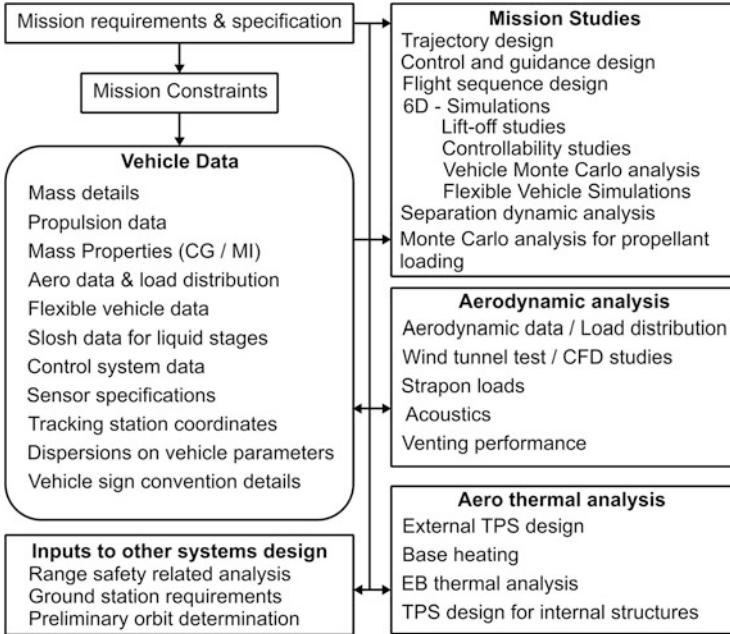 Mission requirements & specification
Mission Constraints
Vehicle Data
Mass details
Propulsion data
Mass Properties (CG / MI)
Aero data & load distribution
Flexible vehicle data
Slosh data for liquid stages
Control system data
Sensor specifications
Tracking station coordinates
Dispersions on vehicle parameters
Vehicle sign convention details
Inputs to other systems design
Range safety related analysis
Ground station requirements
Preliminary orbit determination
Mission Studies
Trajectory design
Control and guidance design
Flight sequence design
6D - Simulations
Lift-off studies
Controllability studies
Vehicle Monte Carlo analysis
Flexible Vehicle Simulations
Separation dynamic analysis
Monte Carlo analysis for propellant
loading
Aerodynamic analysis
Aerodynamic data / Load distribution
Wind tunnel test / CFD studies
Strapon loads
Acoustics
Venting performance
Aero thermal analysis
External TPS design
Base heating
EB thermal analysis
TPS design for internal structures